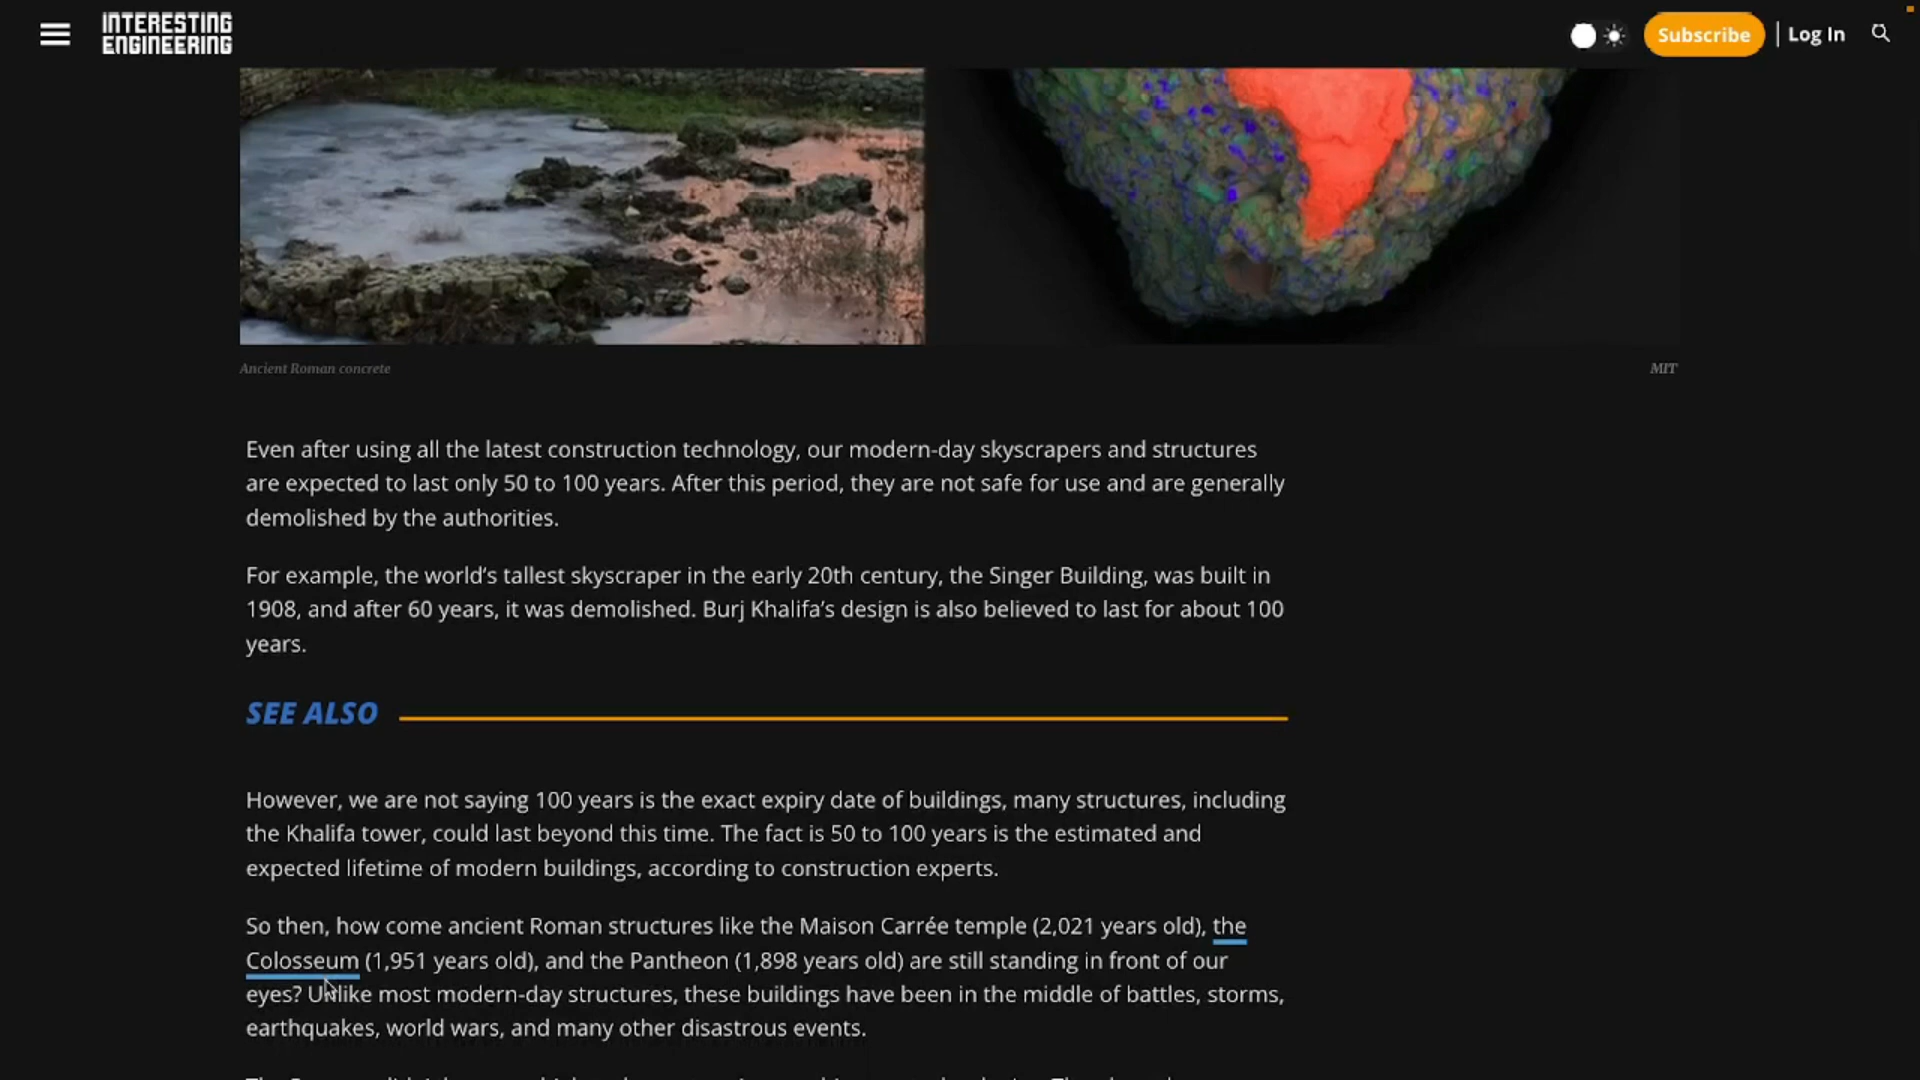 INTERESTING
ENGINEERING
Subscribe
Log In
Ancient Roman concrete
MIT
Even after using all the latest construction technology, our modern-day skyscrapers and structures
are expected to last only 50 to 100 years. After this period, they are not safe for use and are generally
demolished by the authorities.
For example, the world’s tallest skyscraper in the early 20th century, the Singer Building, was built in
1908, and after 60 years, it was demolished. Burj Khalifa’s design is also believed to last for about 100
years.
SEE ALSO
However, we are not saying 100 years is the exact expiry date of buildings, many structures, including
the Khalifa tower, could last beyond this time. The fact is 50 to 100 years is the estimated and
expected lifetime of modern buildings, according to construction experts.
So then, how come ancient Roman structures like the Maison Carrée temple (2,021 years old), the
Colosseum (1,951 years old), and the Pantheon (1,898 years old) are still standing in front of our
eyes? Unlike most modern-day structures, these buildings have been in the middle of battles, storms,
earthquakes, world wars, and many other disastrous events.